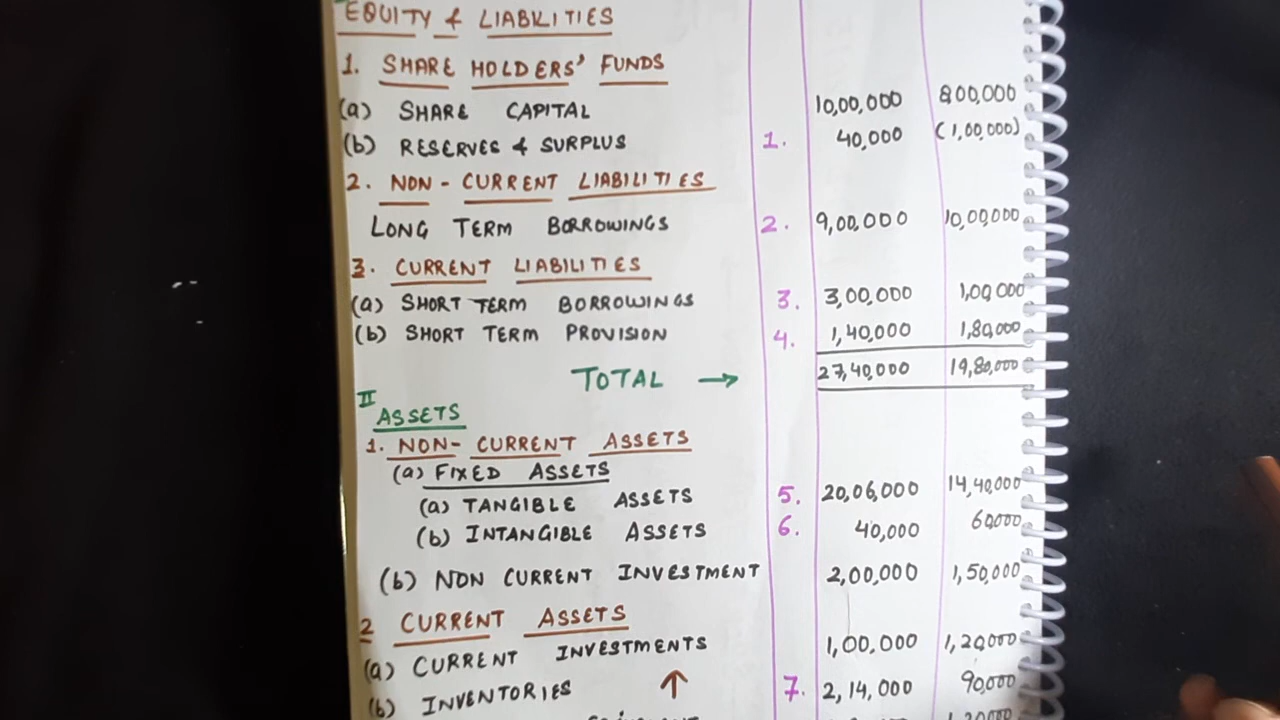 EQUITY & LIABILITIES
1. SHARE HOLDERS' FUNDS
(a) SHARE CAPITAL 10,00,000 800,000
(b) RESERVES & SURPLUS 1. 40,000 (1,00,000)
2. NON - CURRENT LIABILITIES
LONG TERM BORROWINGS 2. 9,00,000 10,00,000
3. CURRENT LIABILITIES
(a) SHORT TERM BORROWINGS 3. 3,00,000 1,00,000
(b) SHORT TERM PROVISION 4. 1,40,000 1,80,000
TOTAL → 27,40,000 19,80,000
II
ASSETS
1. NON- CURRENT ASSETS
(a) FIXED ASSETS
(a) TANGIBLE ASSETS 5. 20,06,000 14,40,000
(b) INTANGIBLE ASSETS 6. 40,000 60,000
(b) NON CURRENT INVESTMENT 2,00,000 1,50,000
2 CURRENT ASSETS
(a) CURRENT INVESTMENTS 1,00,000 1,20,000
(b) INVENTORIES ↑ 7. 2,14,000 90,000